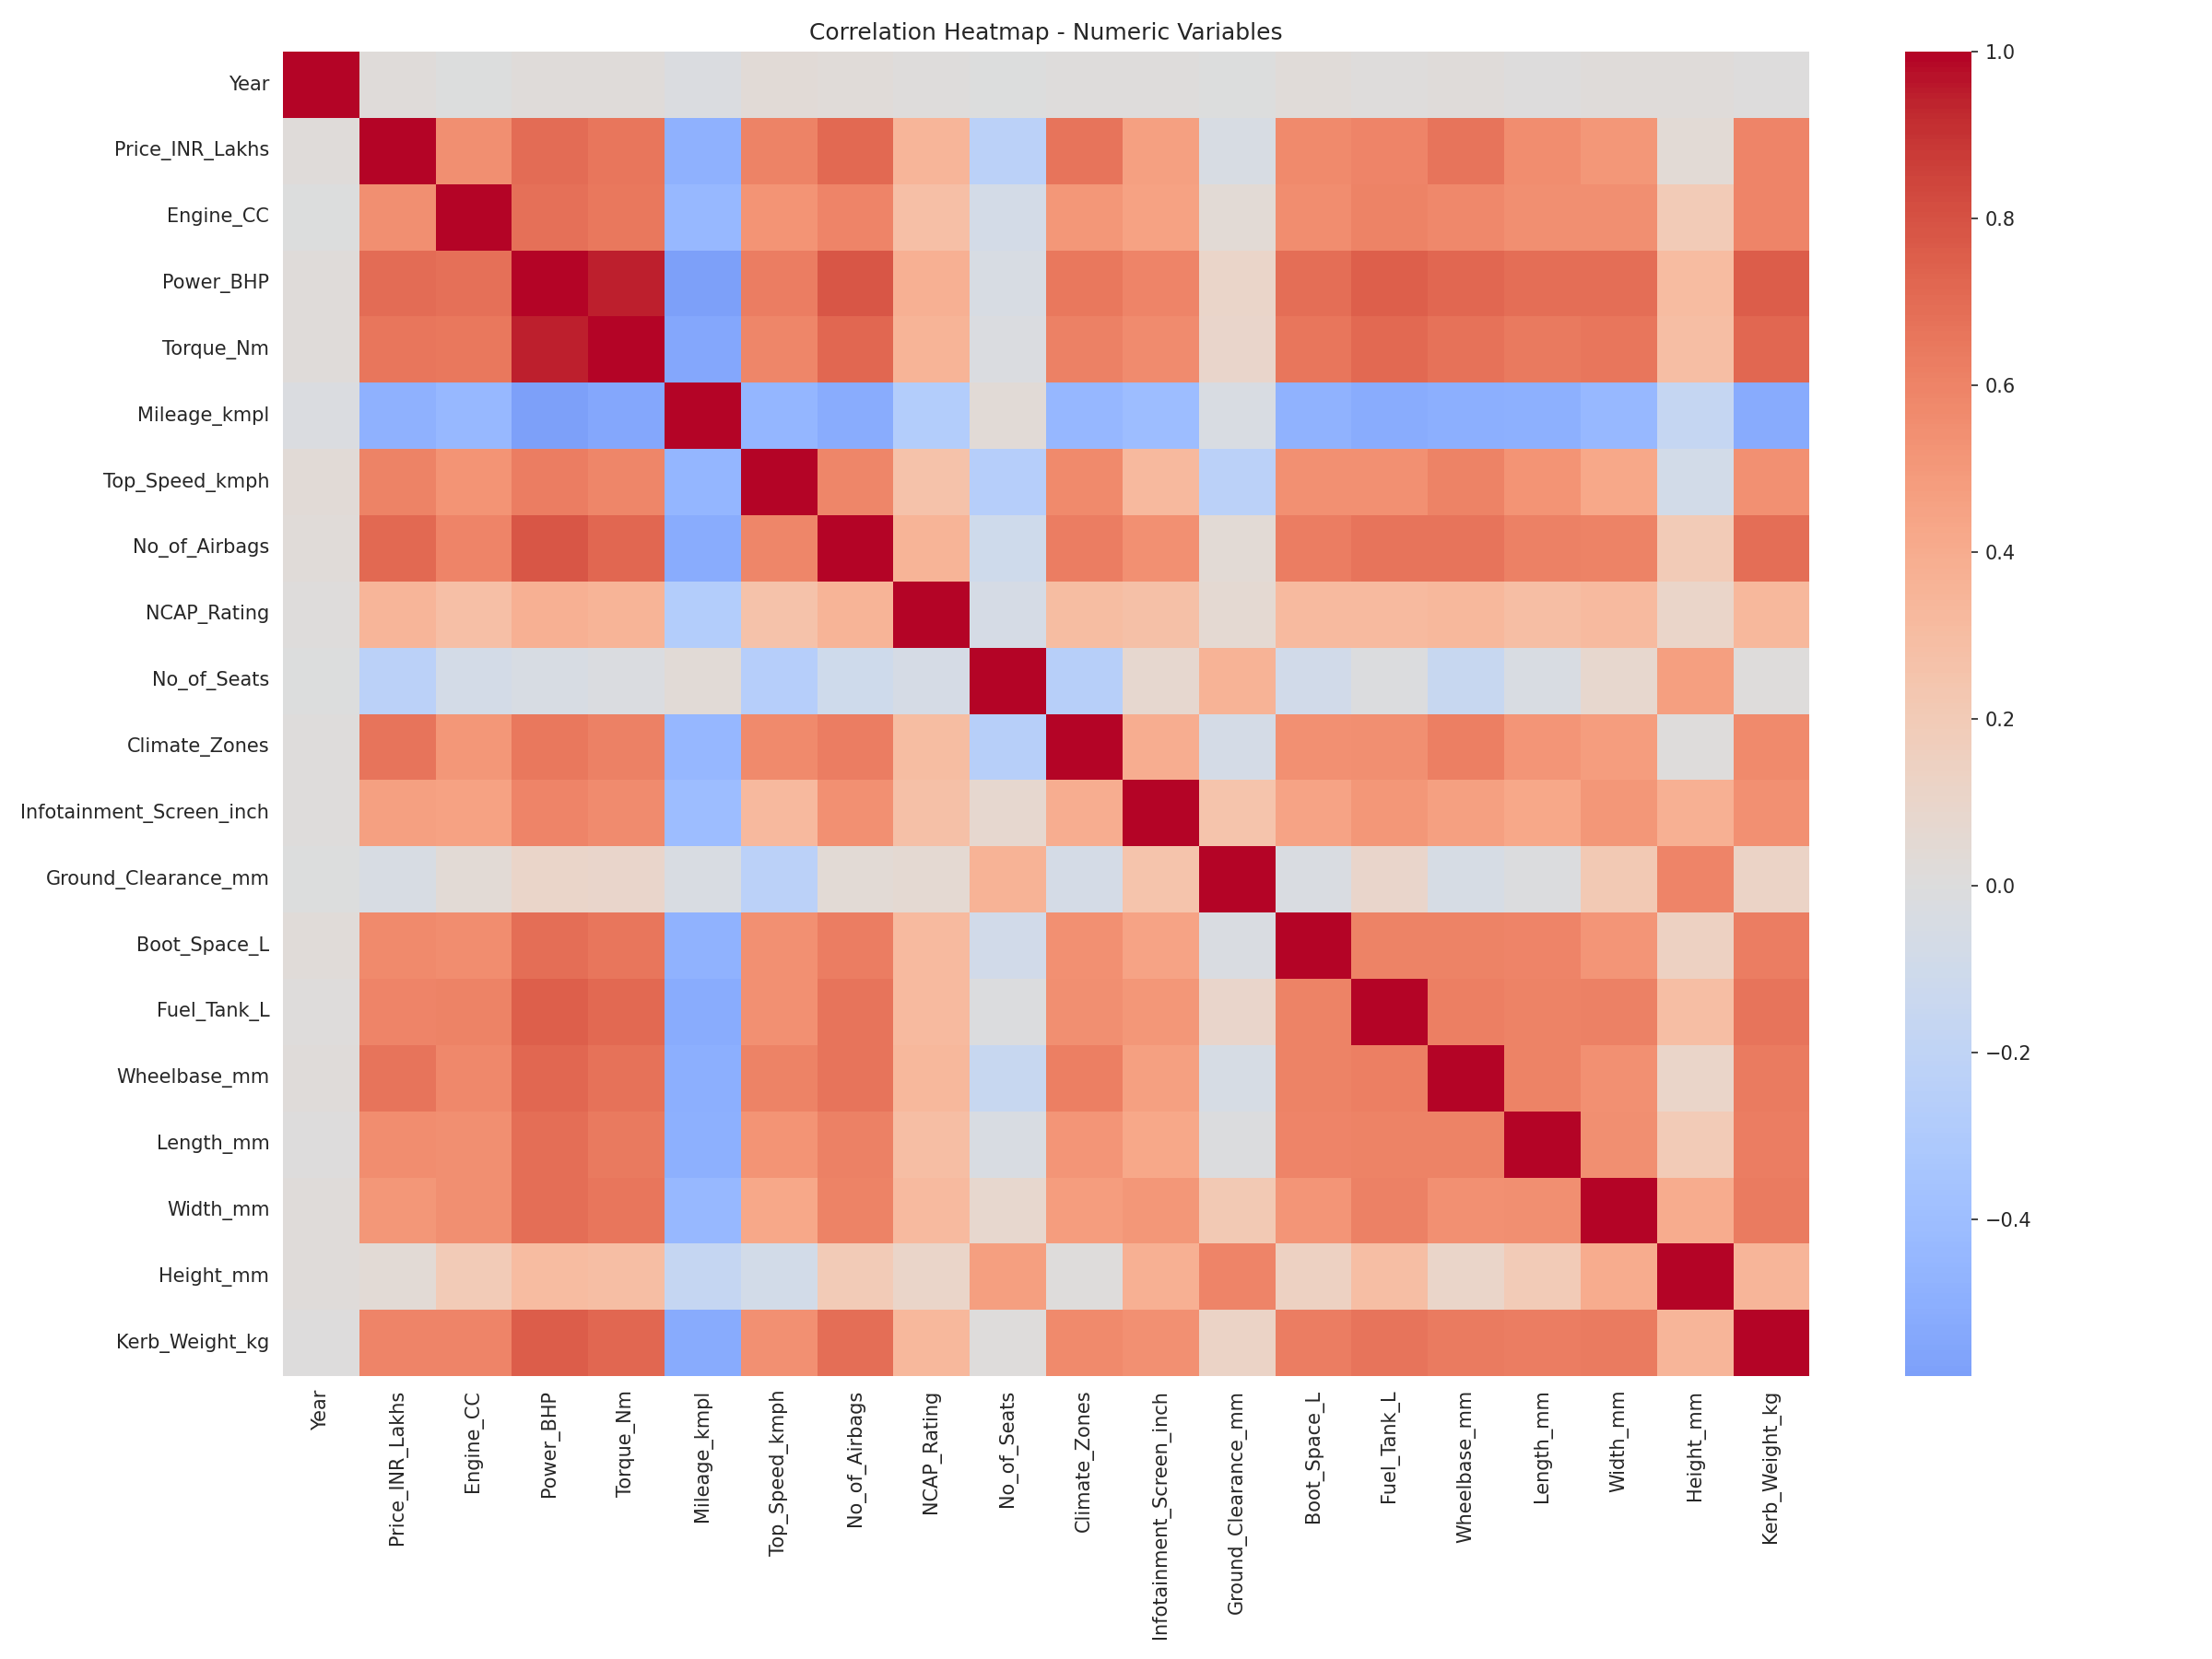 Correlation Heatmap - Numeric Variables
Year
Price_INR_Lakhs
Engine_CC
Power_BHP
Torque_Nm
Mileage_kmpl
Top_Speed_kmph
No_of_Airbags
NCAP_Rating
No_of_Seats
Climate_Zones
Infotainment_Screen_inch
Ground_Clearance_mm
Boot_Space_L
Fuel_Tank_L
Wheelbase_mm
Length_mm
Width_mm
Height_mm
Kerb_Weight_kg
Year
Price_INR_Lakhs
Engine_CC
Power_BHP
Torque_Nm
Mileage_kmpl
Top_Speed_kmph
No_of_Airbags
NCAP_Rating
No_of_Seats
Climate_Zones
Infotainment_Screen_inch
Ground_Clearance_mm
Boot_Space_L
Fuel_Tank_L
Wheelbase_mm
Length_mm
Width_mm
Height_mm
Kerb_Weight_kg
1.0
0.8
0.6
0.4
0.2
0.0
−0.2
−0.4